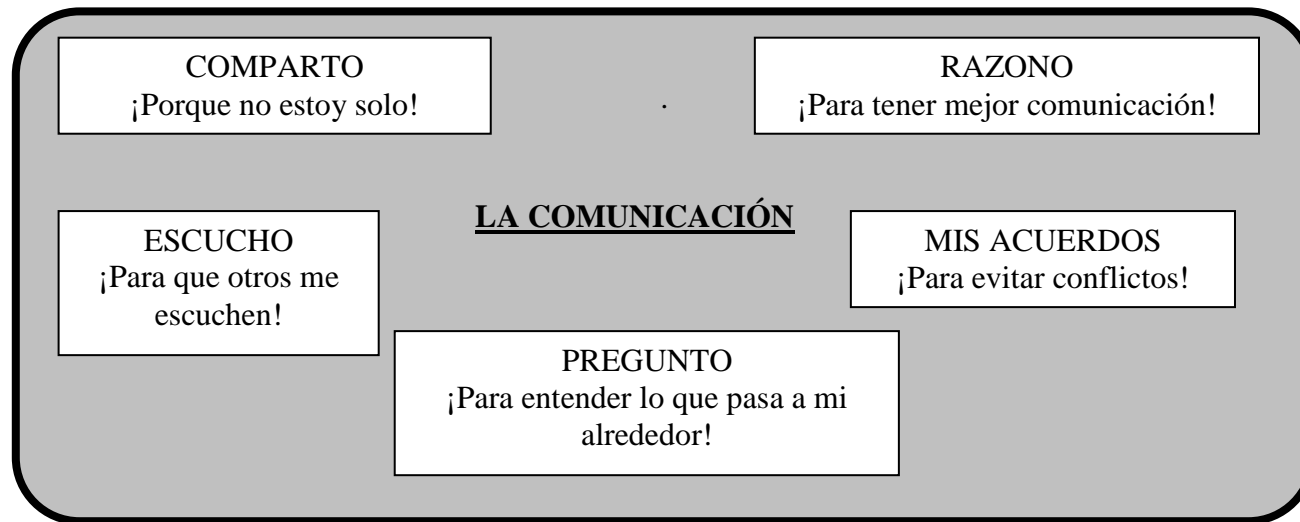 COMPARTO
¡Porque no estoy solo!
.
RAZONO
¡Para tener mejor comunicación!
LA COMUNICACIÓN
ESCUCHO
¡Para que otros me
escuchen!
MIS ACUERDOS
¡Para evitar conflictos!
PREGUNTO
¡Para entender lo que pasa a mi
alrededor!